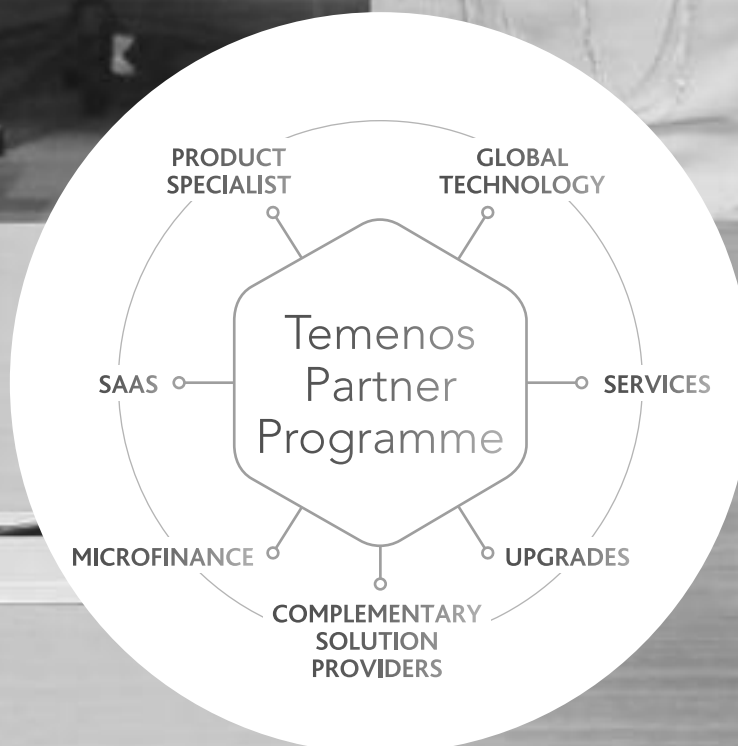 PRODUCT
SPECIALIST
GLOBAL
TECHNOLOGY
Temenos
Partner
Programme
SAAS
SERVICES
MICROFINANCE
UPGRADES
COMPLEMENTARY
SOLUTION
PROVIDERS